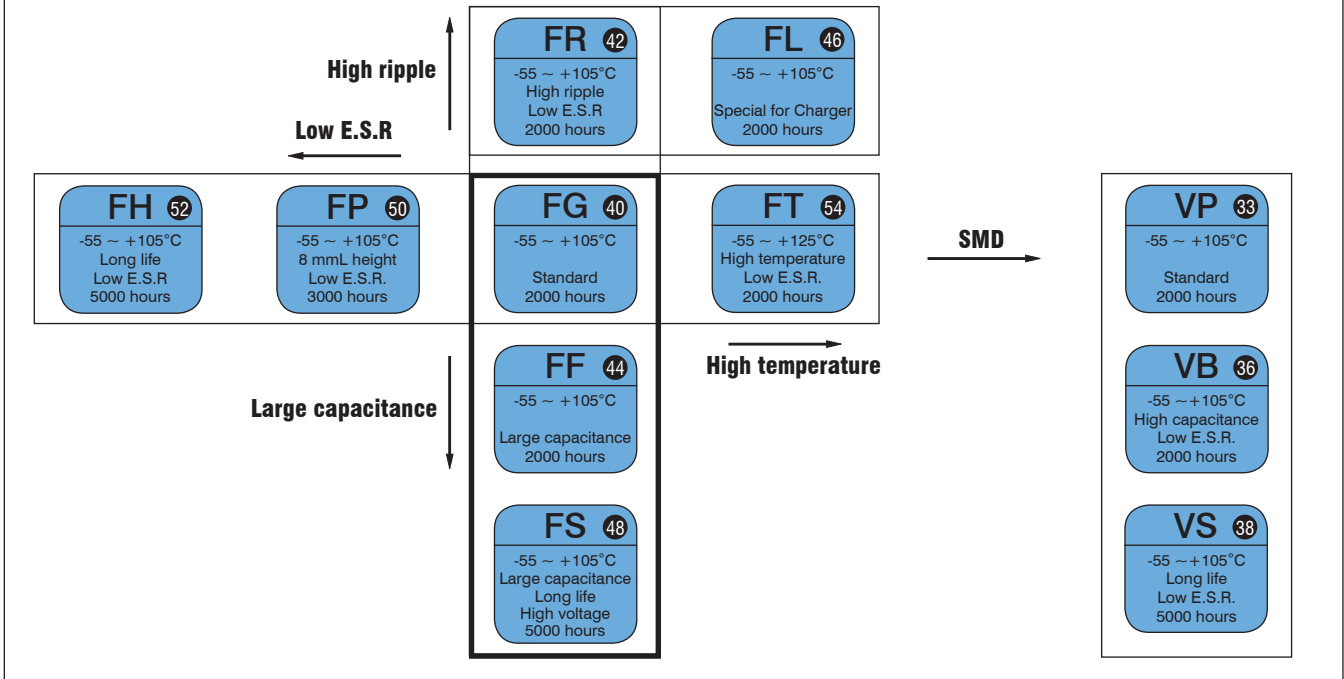 High ripple
Low E.S.R
FR 42
-55 ~ +105°C
High ripple
Low E.S.R
2000 hours
FL 46
-55 ~ +105°C
Special for Charger
2000 hours
FH 52
-55 ~ +105°C
Long life
Low E.S.R
5000 hours
FP 50
-55 ~ +105°C
8 mmL height
Low E.S.R.
3000 hours
FG 40
-55 ~ +105°C
Standard
2000 hours
FT 54
-55 ~ +125°C
High temperature
Low E.S.R.
2000 hours
SMD
VP 33
-55 ~ +105°C
Standard
2000 hours
High temperature
Large capacitance
FF 44
-55 ~ +105°C
Large capacitance
2000 hours
VB 36
-55 ~+105°C
High capacitance
Low E.S.R.
2000 hours
FS 48
-55 ~ +105°C
Large capacitance
Long life
High voltage
5000 hours
VS 38
-55 ~+105°C
Long life
Low E.S.R.
5000 hours